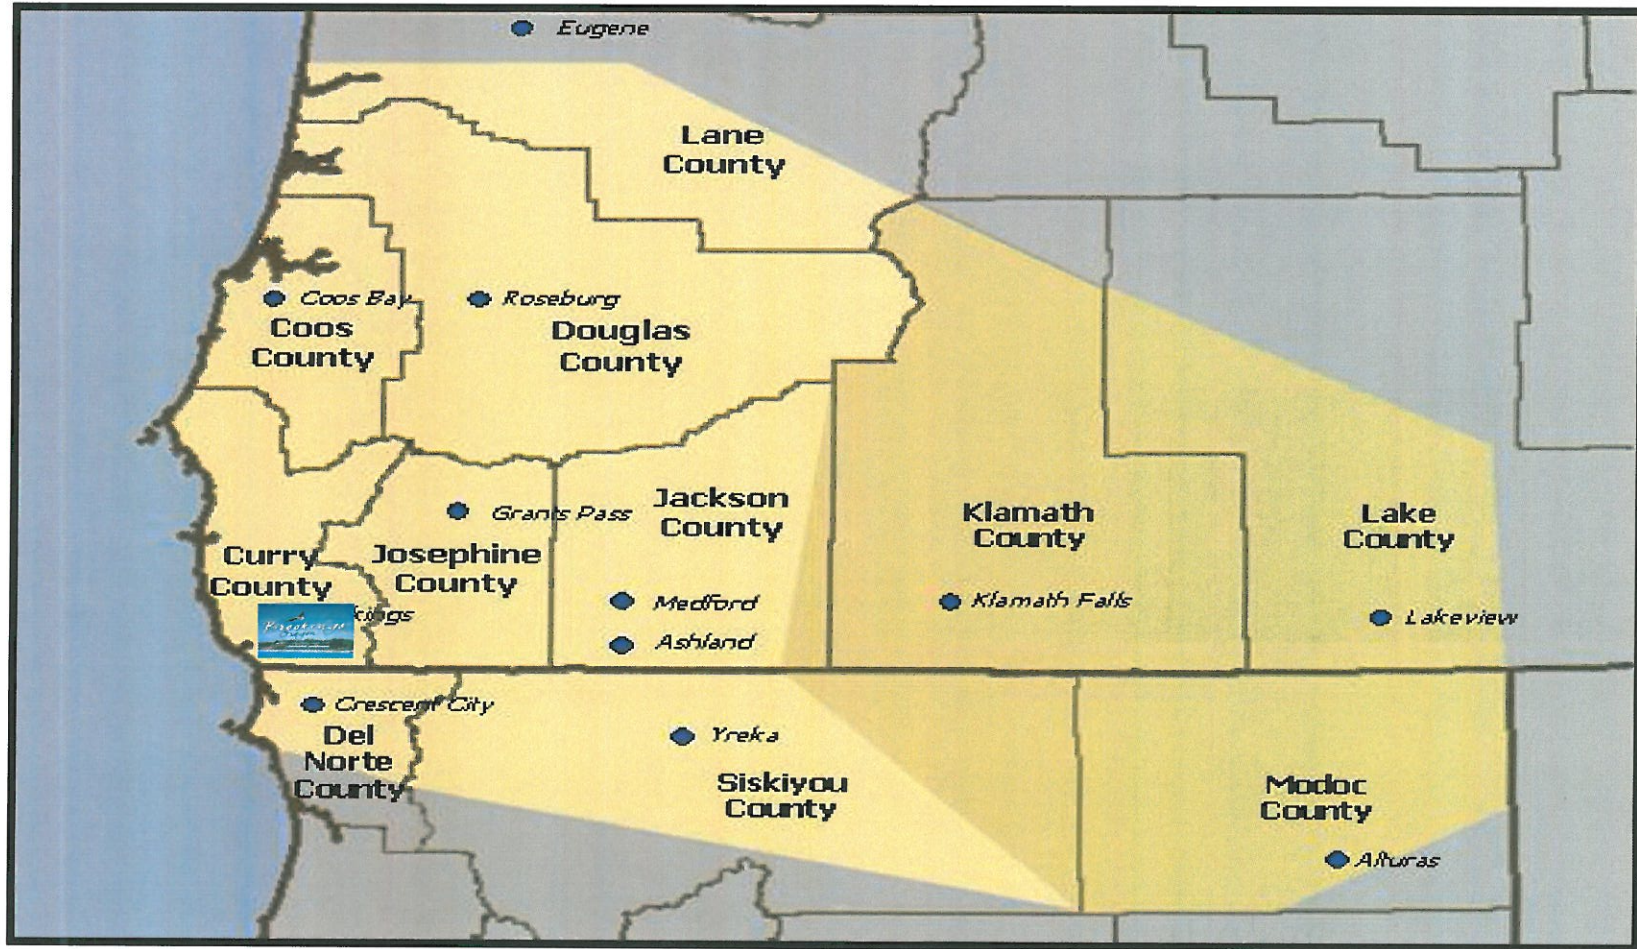 Eugene
Lane
County
Coos Bay
Roseburg
Coos
County
Douglas
County
Grants Pass
Jackson
County
Klamath
County
Lake
County
Curry
County
Josephine
County
Medford
Klamath Falls
kings
Ashland
Lakeview
Crescent City
Del
Norte
County
Yreka
Siskiyou
County
Modoc
County
Alturas